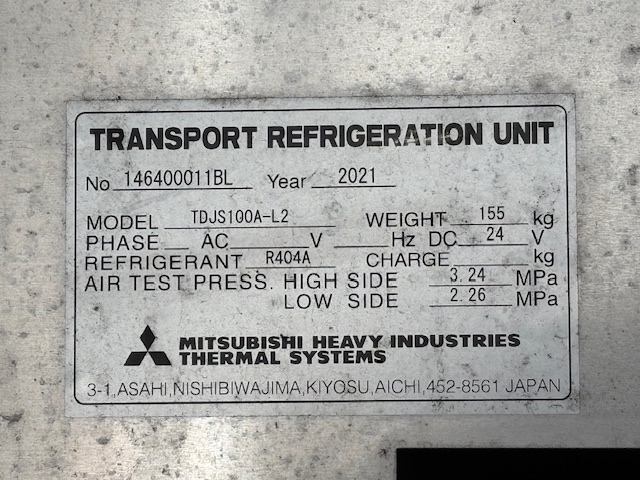 TRANSPORT REFRIGERATION UNIT
No 146400011BL Year 2021
MODEL TDJS100A-L2 WEIGHT 155 kg
PHASE AC V Hz DC 24 V
REFRIGERANT R404A CHARGE kg
AIR TEST PRESS. HIGH SIDE 3.24 MPa
LOW SIDE 2.26 MPa
MITSUBISHI HEAVY INDUSTRIES
THERMAL SYSTEMS
3-1,ASAHI,NISHIBIWAJIMA,KIYOSU,AICHI,452-8561 JAPAN